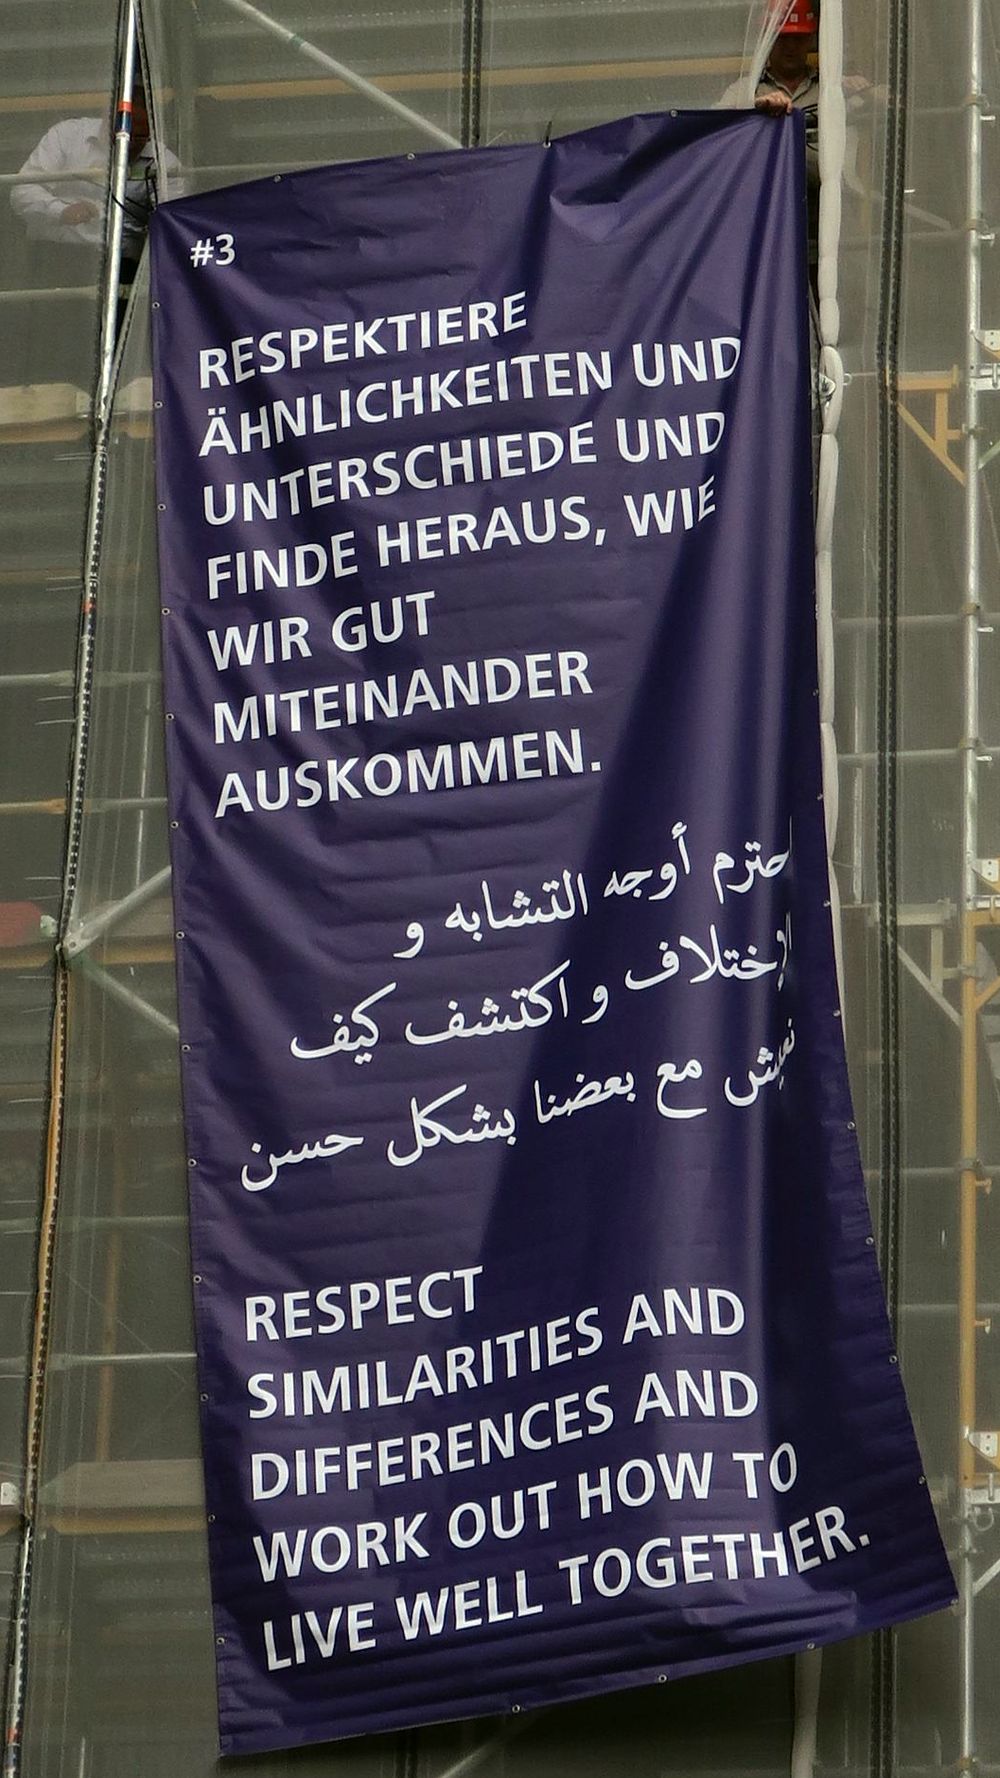 #3
RESPEKTIERE
ÄHNLICHKEITEN UND
UNTERSCHIEDE UND
FINDE HERAUS, WIE
WIR GUT
MITEINANDER
AUSKOMMEN.
احترم أوجه التشابه و
الإختلاف و اكتشف كيف
نعيش مع بعضنا بشكل حسن
RESPECT
SIMILARITIES AND
DIFFERENCES AND
WORK OUT HOW TO
LIVE WELL TOGETHER.